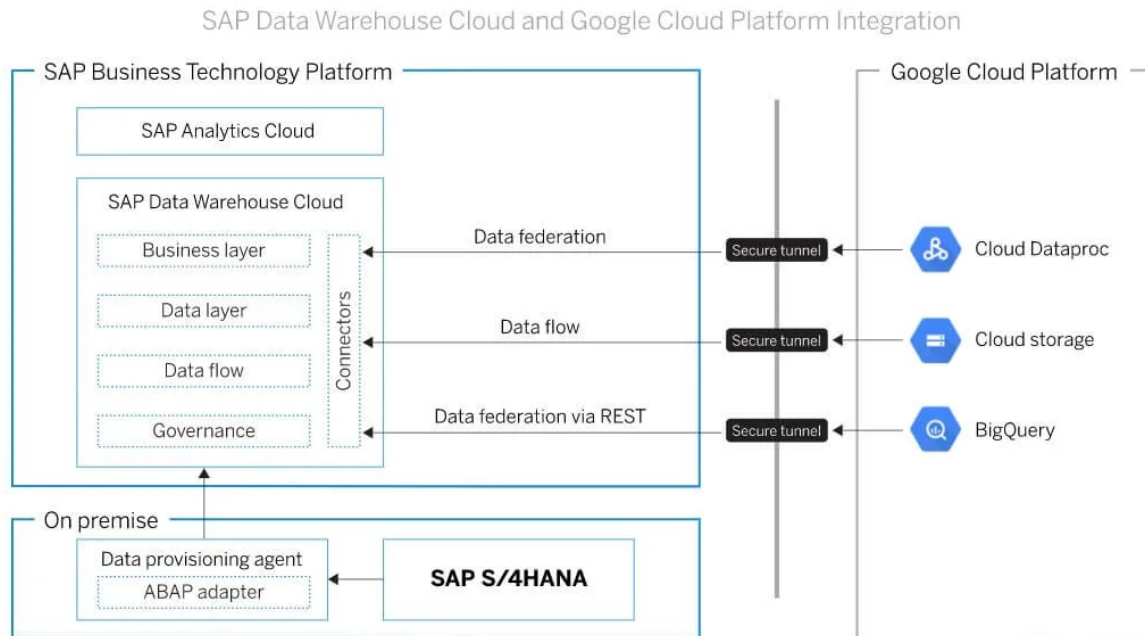 SAP Data Warehouse Cloud and Google Cloud Platform Integration
SAP Business Technology Platform
Google Cloud Platform
SAP Analytics Cloud
SAP Data Warehouse Cloud
Business layer
Data layer
Data flow
Governance
Connectors
Data federation
Secure tunnel
Cloud Dataproc
Data flow
Secure tunnel
Cloud storage
Data federation via REST
Secure tunnel
BigQuery
On premise
Data provisioning agent
ABAP adapter
SAP S/4HANA